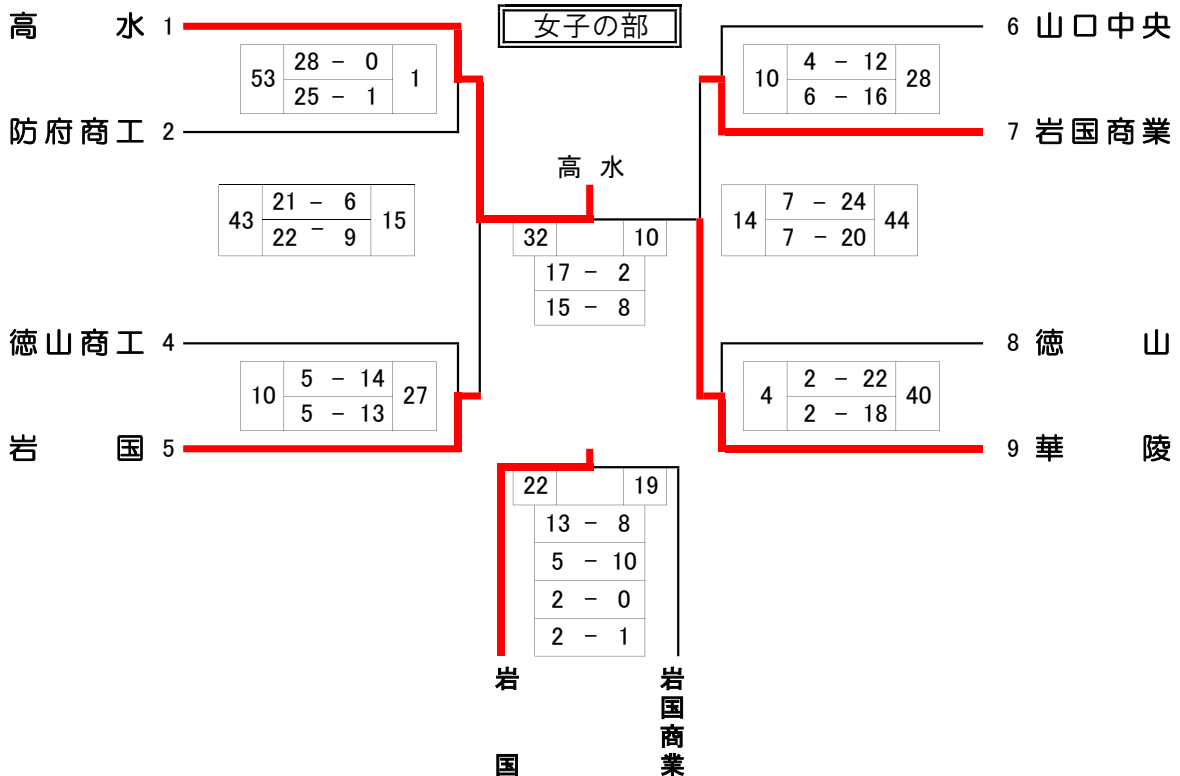 女子の部
高水 1
53 28 - 0 1
25 - 1
防府商工 2
43 21 - 6 15
22 - 9
徳山商工 4
10 5 - 14 27
5 - 13
岩国 5
高水
32 10
17 - 2
15 - 8
6 山口中央
10 4 - 12 28
6 - 16
7 岩国商業
14 7 - 24 44
7 - 20
8 徳山
4 2 - 22 40
2 - 18
9 華陵
22 19
13 - 8
5 - 10
2 - 0
2 - 1
岩国
岩国商業